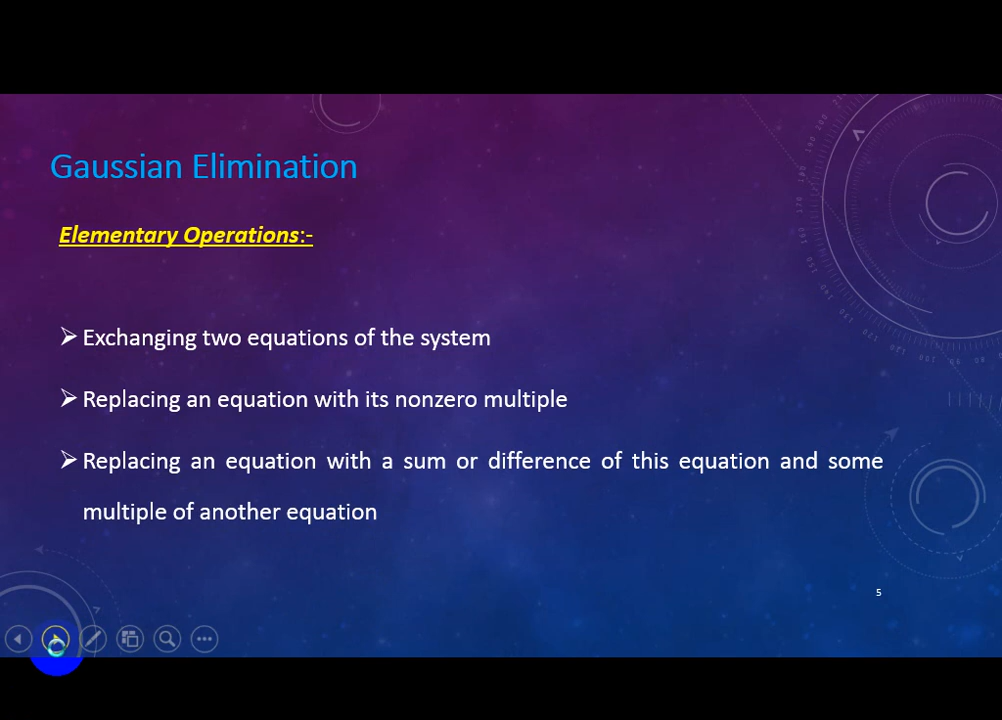 Gaussian Elimination
Elementary Operations:-
➢ Exchanging two equations of the system
➢ Replacing an equation with its nonzero multiple
➢ Replacing an equation with a sum or difference of this equation and some
multiple of another equation
5